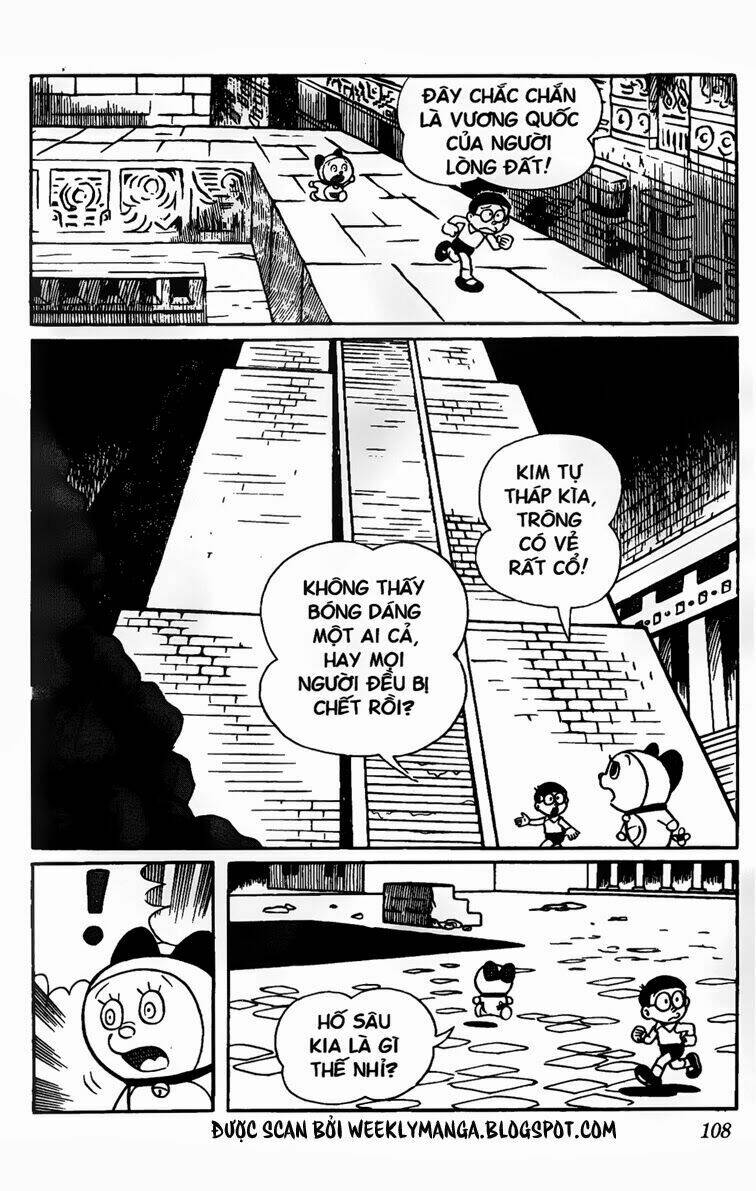 ĐÂY CHẮC CHẮN
LÀ VƯƠNG QUỐC
CỦA NGƯỜI
LÒNG ĐẤT!
KIM TỰ
THÁP KÌA,
TRÔNG
CÓ VẺ
RẤT CỔ!
KHÔNG THẤY
BÓNG DÁNG
MỘT AI CẢ,
HAY MỌI
NGƯỜI ĐỀU BỊ
CHẾT RỒI?
!
HỐ SÂU
KIA LÀ GÌ
THẾ NHỈ?
ĐƯỢC SCAN BỞI WEEKLYMANGA.BLOGSPOT.COM
108